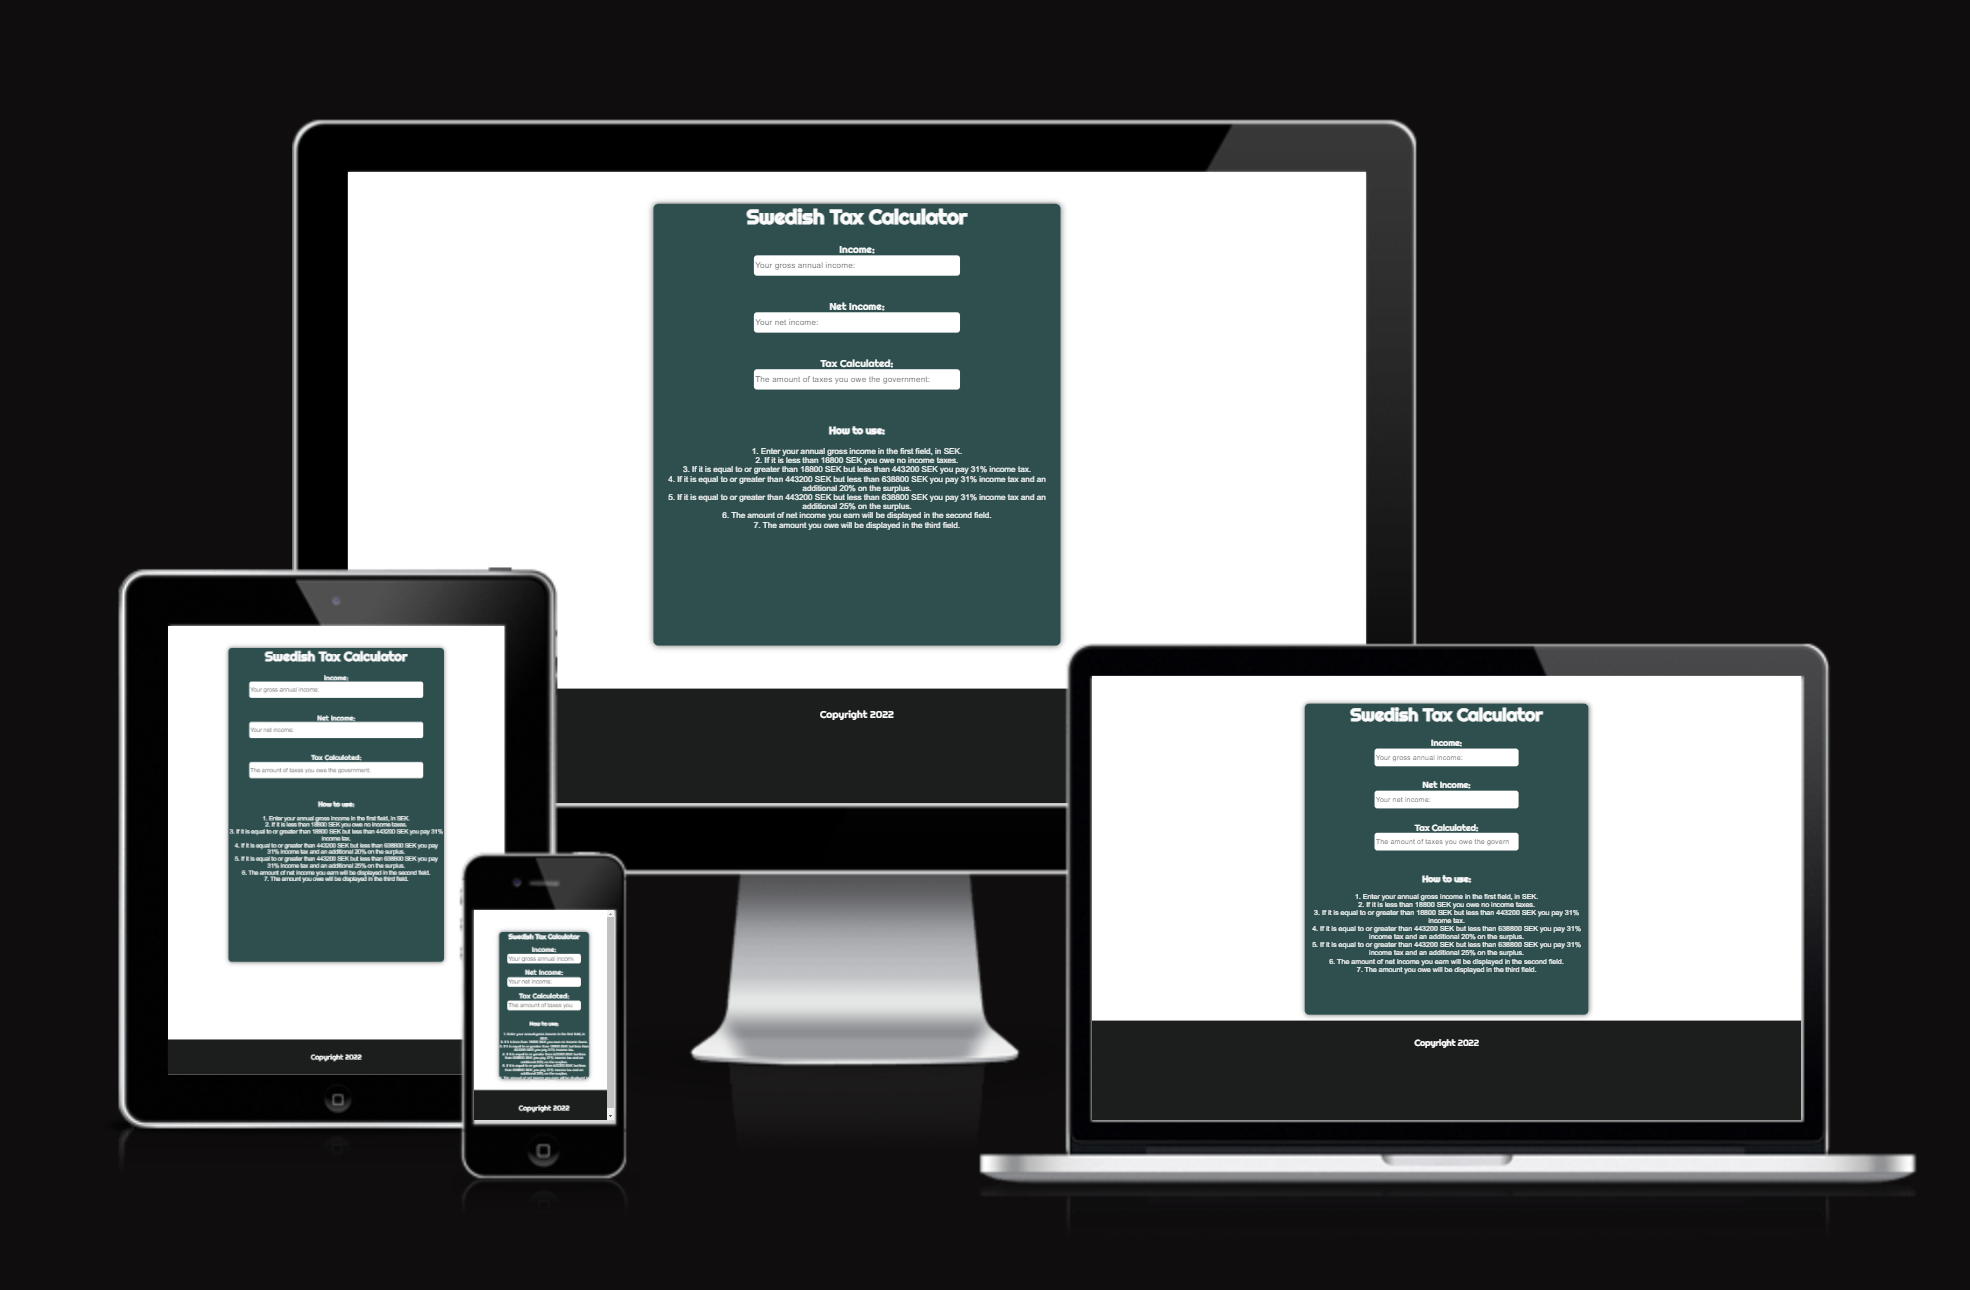 Swedish Tax Calculator
Income:
Your gross annual income:
Net Income:
Your net income:
Tax Calculated:
The amount of taxes you owe the government:
How to use:
1. Enter your annual gross income in the first field, in SEK.
2. If it is less than 18800 SEK you owe no income taxes.
3. If it is equal to or greater than 18800 SEK but less than 443200 SEK you pay 31% income tax.
4. If it is equal to or greater than 443200 SEK but less than 638800 SEK you pay 31% income tax and an
additional 20% on the surplus.
5. If it is equal to or greater than 443200 SEK but less than 638800 SEK you pay 31% income tax and an
additional 25% on the surplus.
6. The amount of net income you earn will be displayed in the second field.
7. The amount you owe will be displayed in the third field.
Copyright 2022
Swedish Tax Calculator
Income:
Your gross annual income:
Net Income:
Your net income:
Tax Calculated:
The amount of taxes you owe the government:
How to use:
1. Enter your annual gross income in the first field, in SEK.
2. If it is less than 18800 SEK you owe no income taxes.
3. If it is equal to or greater than 18800 SEK but less than 443200 SEK you pay 31%
income tax.
4. If it is equal to or greater than 443200 SEK but less than 638800 SEK you pay
31% income tax and an additional 20% on the surplus.
5. If it is equal to or greater than 443200 SEK but less than 638800 SEK you pay
31% income tax and an additional 25% on the surplus.
6. The amount of net income you earn will be displayed in the second field.
7. The amount you owe will be displayed in the third field.
Copyright 2022
Swedish Tax Calculator
Income:
Your gross annual incom
Net Income:
Your net income:
Tax Calculated:
The amount of taxes you
How to use:
Copyright 2022
Swedish Tax Calculator
Income:
Your gross annual income:
Net Income:
Your net income:
Tax Calculated:
The amount of taxes you owe the govern
How to use:
1. Enter your annual gross income in the first field, in SEK.
2. If it is less than 18800 SEK you owe no income taxes.
3. If it is equal to or greater than 18800 SEK but less than 443200 SEK you pay 31%
income tax.
4. If it is equal to or greater than 443200 SEK but less than 638800 SEK you pay 31%
income tax and an additional 20% on the surplus.
5. If it is equal to or greater than 443200 SEK but less than 638800 SEK you pay 31%
income tax and an additional 25% on the surplus.
6. The amount of net income you earn will be displayed in the second field.
7. The amount you owe will be displayed in the third field.
Copyright 2022